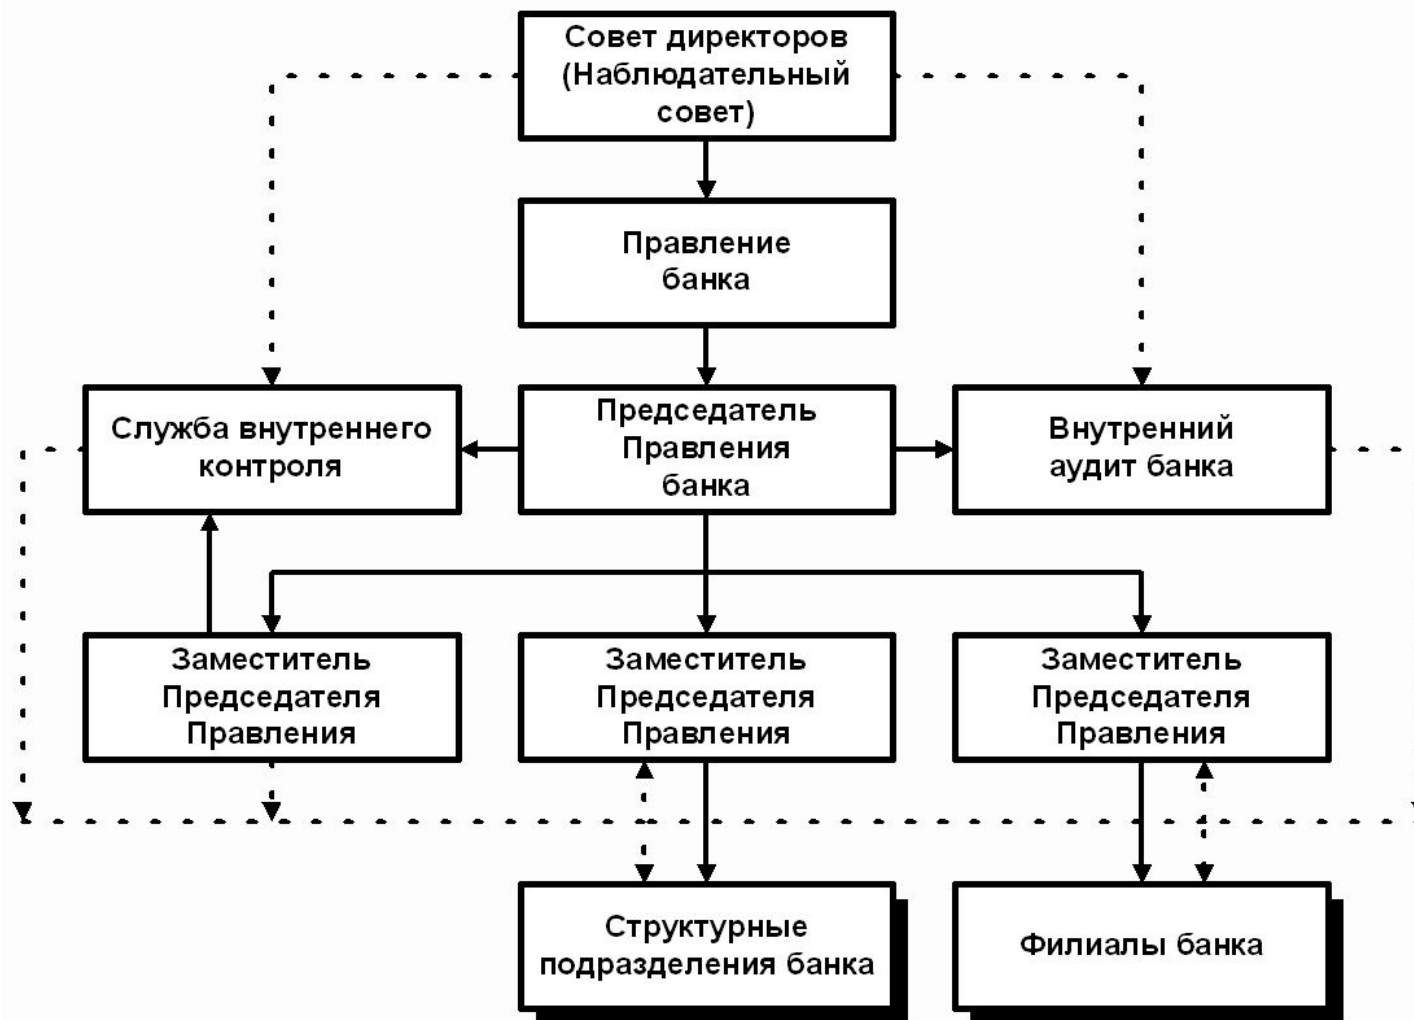 Совет директоров
(Наблюдательный
совет)
Правление
банка
Служба внутреннего
контроля
Председатель
Правления
банка
Внутренний
аудит банка
Заместитель
Председателя
Правления
Заместитель
Председателя
Правления
Заместитель
Председателя
Правления
Структурные
подразделения банка
Филиалы банка